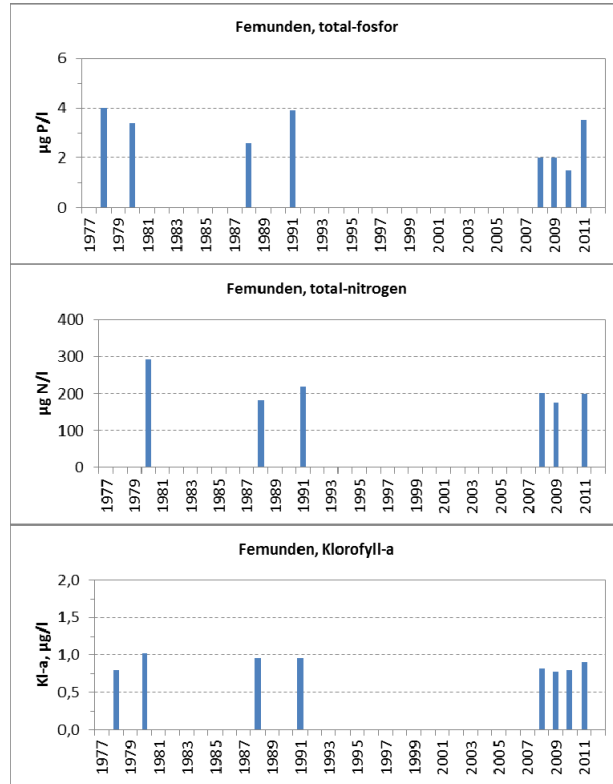 Femunden, total-fosfor
µg P/l
6
4
2
0
1977 1979 1981 1983 1985 1987 1989 1991 1993 1995 1997 1999 2001 2003 2005 2007 2009 2011
Femunden, total-nitrogen
µg N/l
400
300
200
100
0
1977 1979 1981 1983 1985 1987 1989 1991 1993 1995 1997 1999 2001 2003 2005 2007 2009 2011
Femunden, Klorofyll-a
Kl-a, µg/l
2,0
1,5
1,0
0,5
0,0
1977 1979 1981 1983 1985 1987 1989 1991 1993 1995 1997 1999 2001 2003 2005 2007 2009 2011